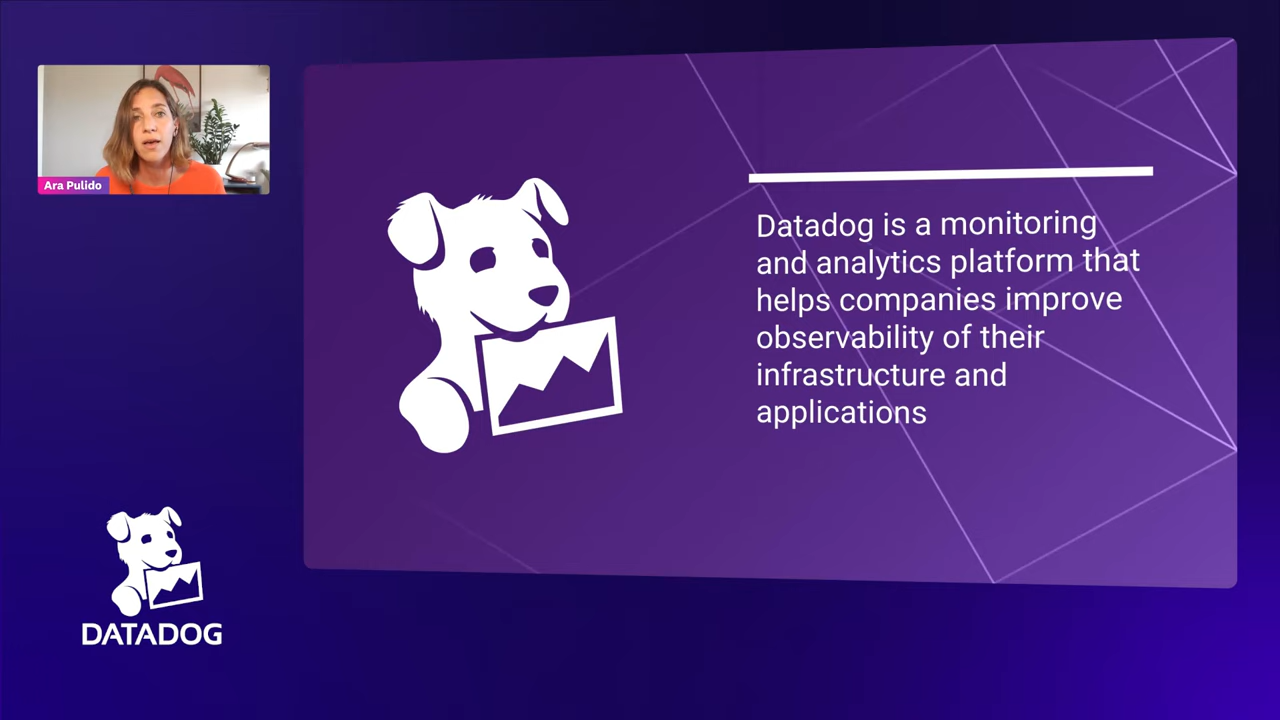 Ara Pulido
Datadog is a monitoring
and analytics platform that
helps companies improve
observability of their
infrastructure and
applications
DATADOG